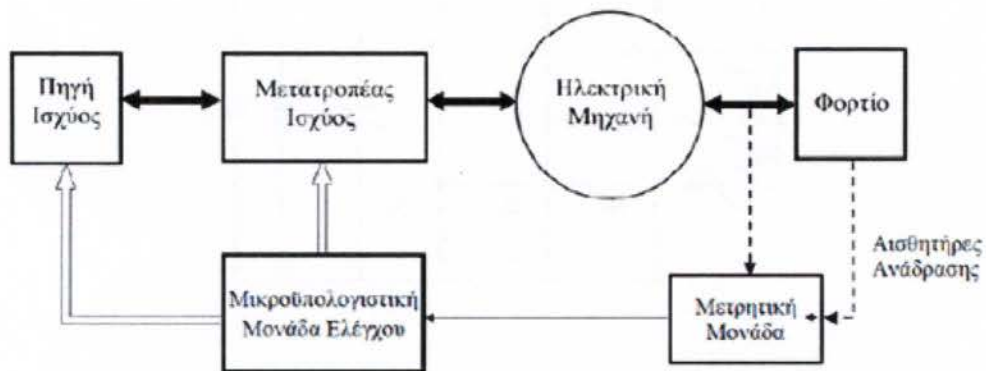 Πηγή
Ισχύος
Μετατροπέας
Ισχύος
Ηλεκτρική
Μηχανή
Φορτίο
Αισθητήρες
Ανάδρασης
Μικροϋπολογιστική
Μονάδα Ελέγχου
Μετρητική
Μονάδα